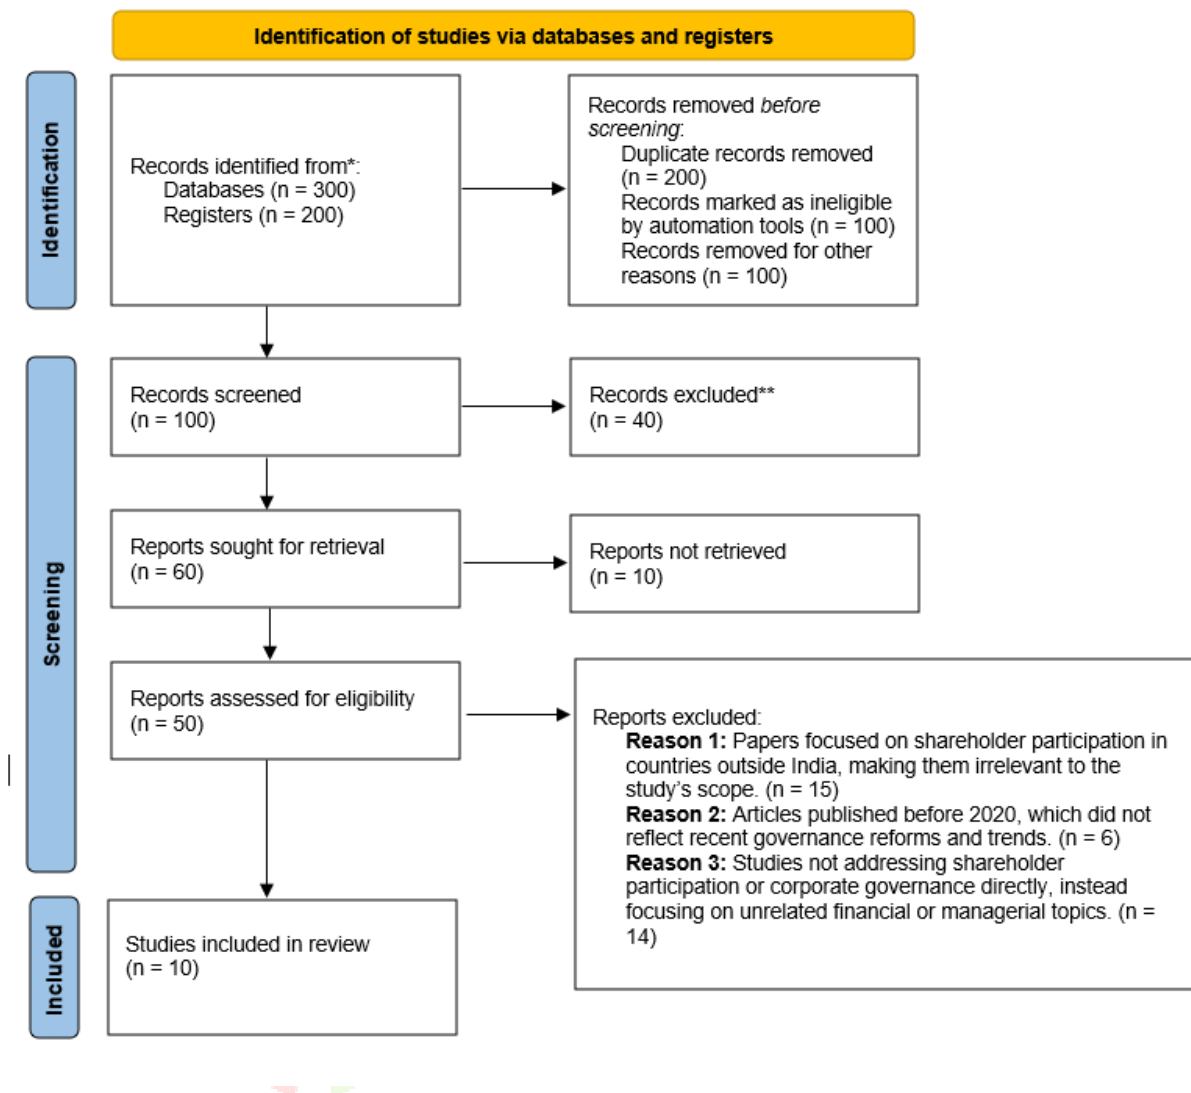 Identification of studies via databases and registers
Identification
Records identified from*:
Databases (n = 300)
Registers (n = 200)
Records removed before
screening:
Duplicate records removed
(n = 200)
Records marked as ineligible
by automation tools (n = 100)
Records removed for other
reasons (n = 100)
Screening
Records screened
(n = 100)
Records excluded**
(n = 40)
Reports sought for retrieval
(n = 60)
Reports not retrieved
(n = 10)
Reports assessed for eligibility
(n = 50)
Reports excluded:
Reason 1: Papers focused on shareholder participation in
countries outside India, making them irrelevant to the
study's scope. (n = 15)
Reason 2: Articles published before 2020, which did not
reflect recent governance reforms and trends. (n = 6)
Reason 3: Studies not addressing shareholder
participation or corporate governance directly, instead
focusing on unrelated financial or managerial topics. (n =
14)
Included
Studies included in review
(n = 10)